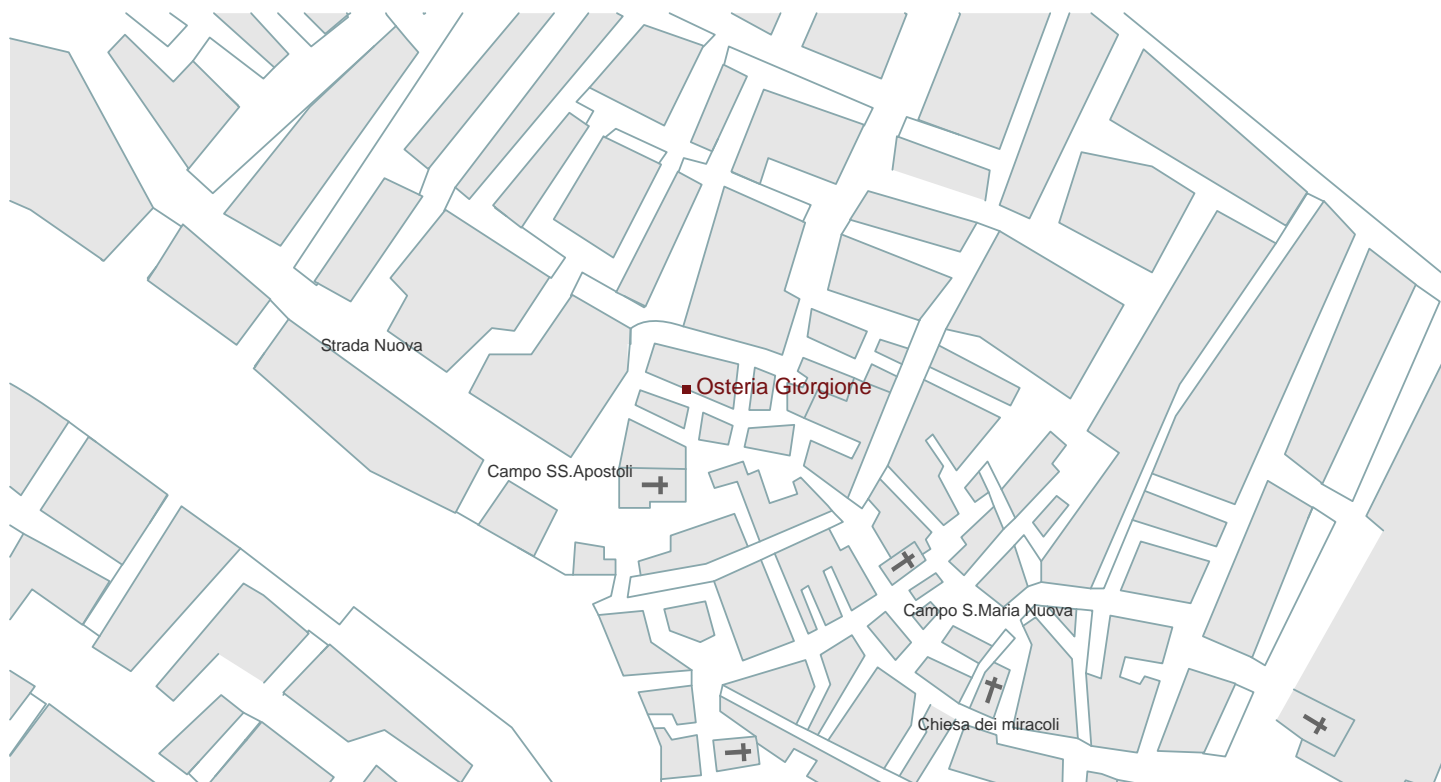 Strada Nuova
Osteria Giorgione
Campo SS.Apostoli
Campo S.Maria Nuova
Chiesa dei miracoli